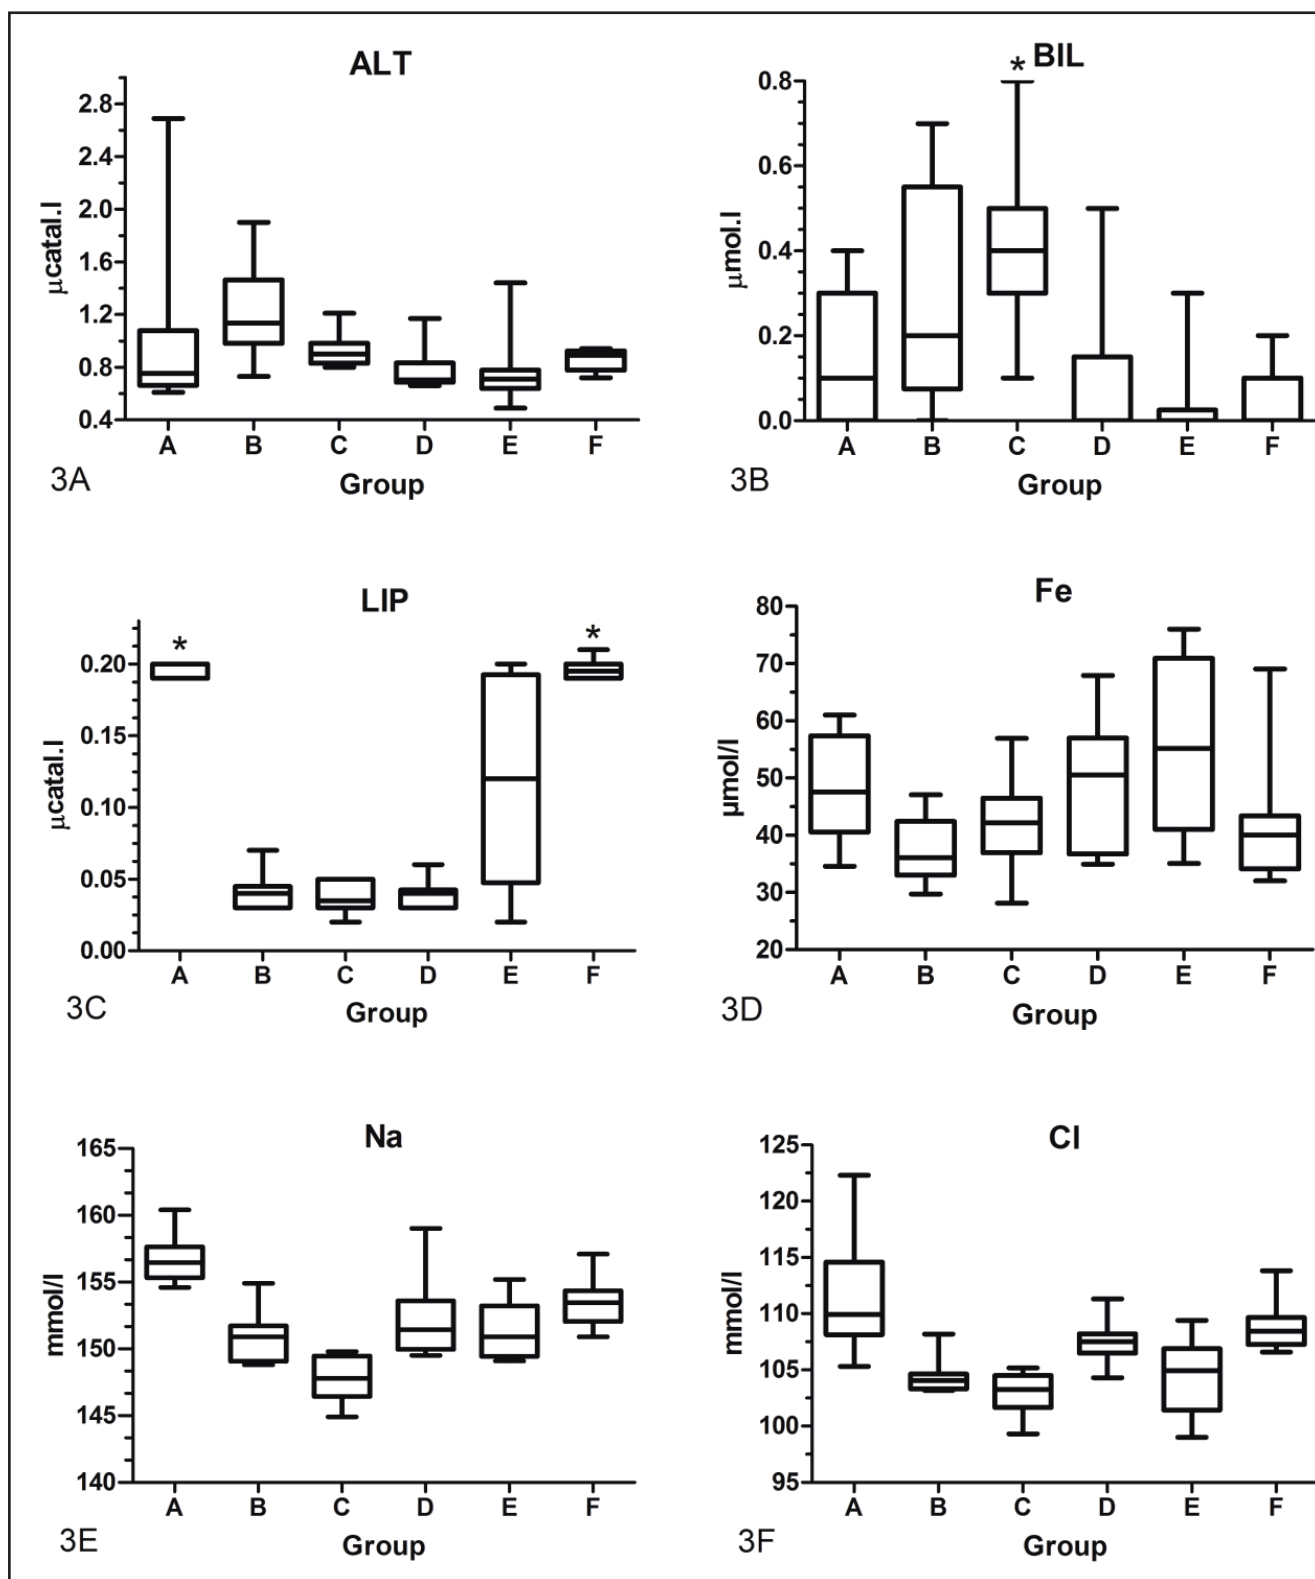 ALT
μcatal.l
2.8
2.4
2.0
1.6
1.2
0.8
0.4
A B C D E F
Group
3A
* BIL
μmol.l
0.8
0.6
0.4
0.2
0.0
A B C D E F
Group
3B
LIP
* *
μcatal.l
0.20
0.15
0.10
0.05
0.00
A B C D E F
Group
3C
Fe
μmol/l
80
70
60
50
40
30
20
A B C D E F
Group
3D
Na
mmol/l
165
160
155
150
145
140
A B C D E F
Group
3E
Cl
mmol/l
125
120
115
110
105
100
95
A B C D E F
Group
3F